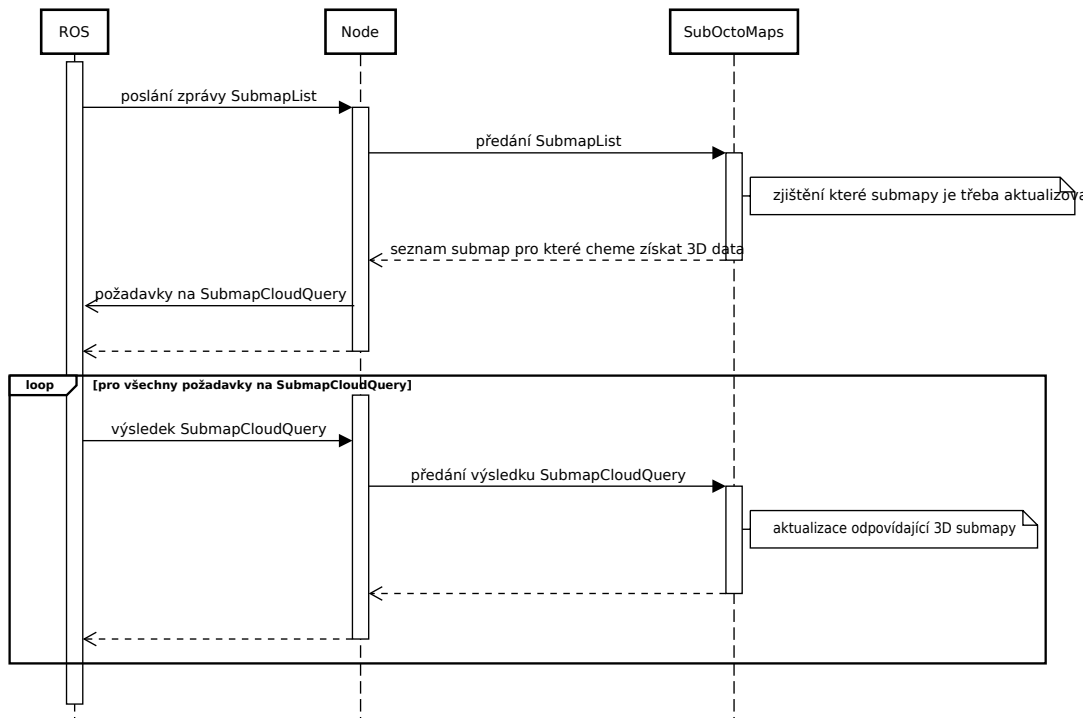 ROS
Node
SubOctoMaps
poslání zprávy SubmapList
předání SubmapList
zjištění které submapy je třeba
seznam submap pro které cheme získat 3D data
požadavky na SubmapCloudQuery
loop
[pro všechny požadavky na SubmapCloudQuery]
výsledek SubmapCloudQuery
předání výsledku SubmapCloudQuery
aktualizace odpovídající 3D submapy